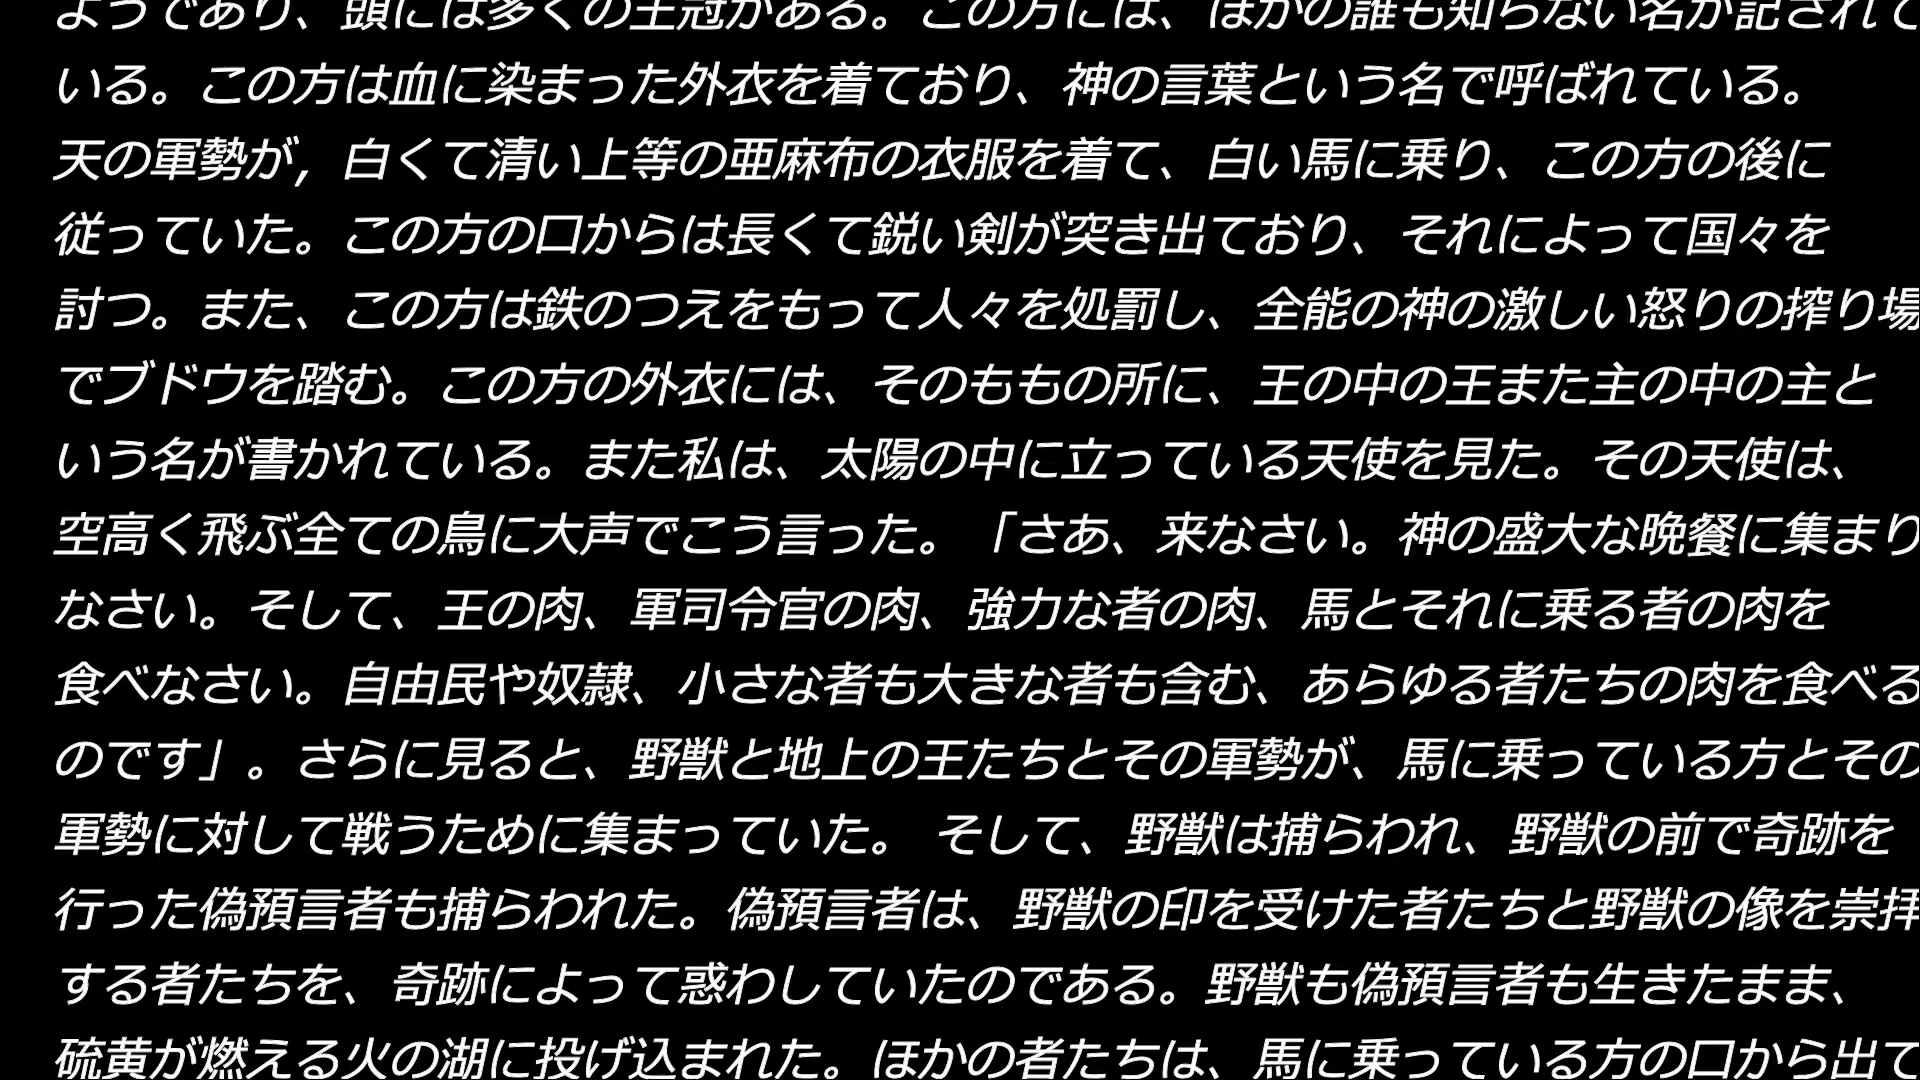 ようであり、頭には多くの王冠がある。この方には、ほかの誰も知らない名が記されて
いる。この方は血に染まった外衣を着ており、神の言葉という名で呼ばれている。
天の軍勢が, 白くて清い上等の亜麻布の衣服を着て、白い馬に乗り、この方の後に
従っていた。この方の口からは長くて鋭い剣が突き出ており、それによって国々を
討つ。また、この方は鉄のつえをもって人々を処罰し、全能の神の激しい怒りの搾り場
でブドウを踏む。この方の外衣には、そのももの所に、王の中の王また主の中の主と
いう名が書かれている。また私は、太陽の中に立っている天使を見た。その天使は、
空高く飛ぶ全ての鳥に大声でこう言った。「さあ、来なさい。神の盛大な晩餐に集まり
なさい。そして、王の肉、軍司令官の肉、強力な者の肉、馬とそれに乗る者の肉を
食べなさい。自由民や奴隷、小さな者も大きな者も含む、あらゆる者たちの肉を食べる
のです」。さらに見ると、野獣と地上の王たちとその軍勢が、馬に乗っている方とその
軍勢に対して戦うために集まっていた。 そして、野獣は捕らわれ、野獣の前で奇跡を
行った偽預言者も捕らわれた。偽預言者は、野獣の印を受けた者たちと野獣の像を崇拝
する者たちを、奇跡によって惑わしていたのである。野獣も偽預言者も生きたまま、
硫黄が燃える火の湖に投げ込まれた。ほかの者たちは、馬に乗っている方の口から出て